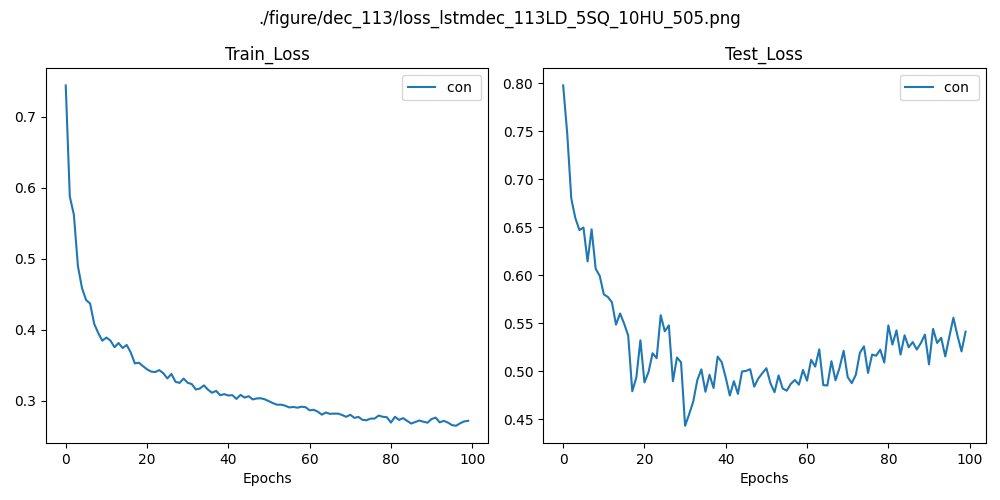 ./figure/dec_113/loss_lstmdec_113LD_5SQ_10HU_505.png
Train_Loss
con
0.7
0.6
0.5
0.4
0.3
0 20 40 60 80 100
Epochs
Test_Loss
con
0.80
0.75
0.70
0.65
0.60
0.55
0.50
0.45
0 20 40 60 80 100
Epochs